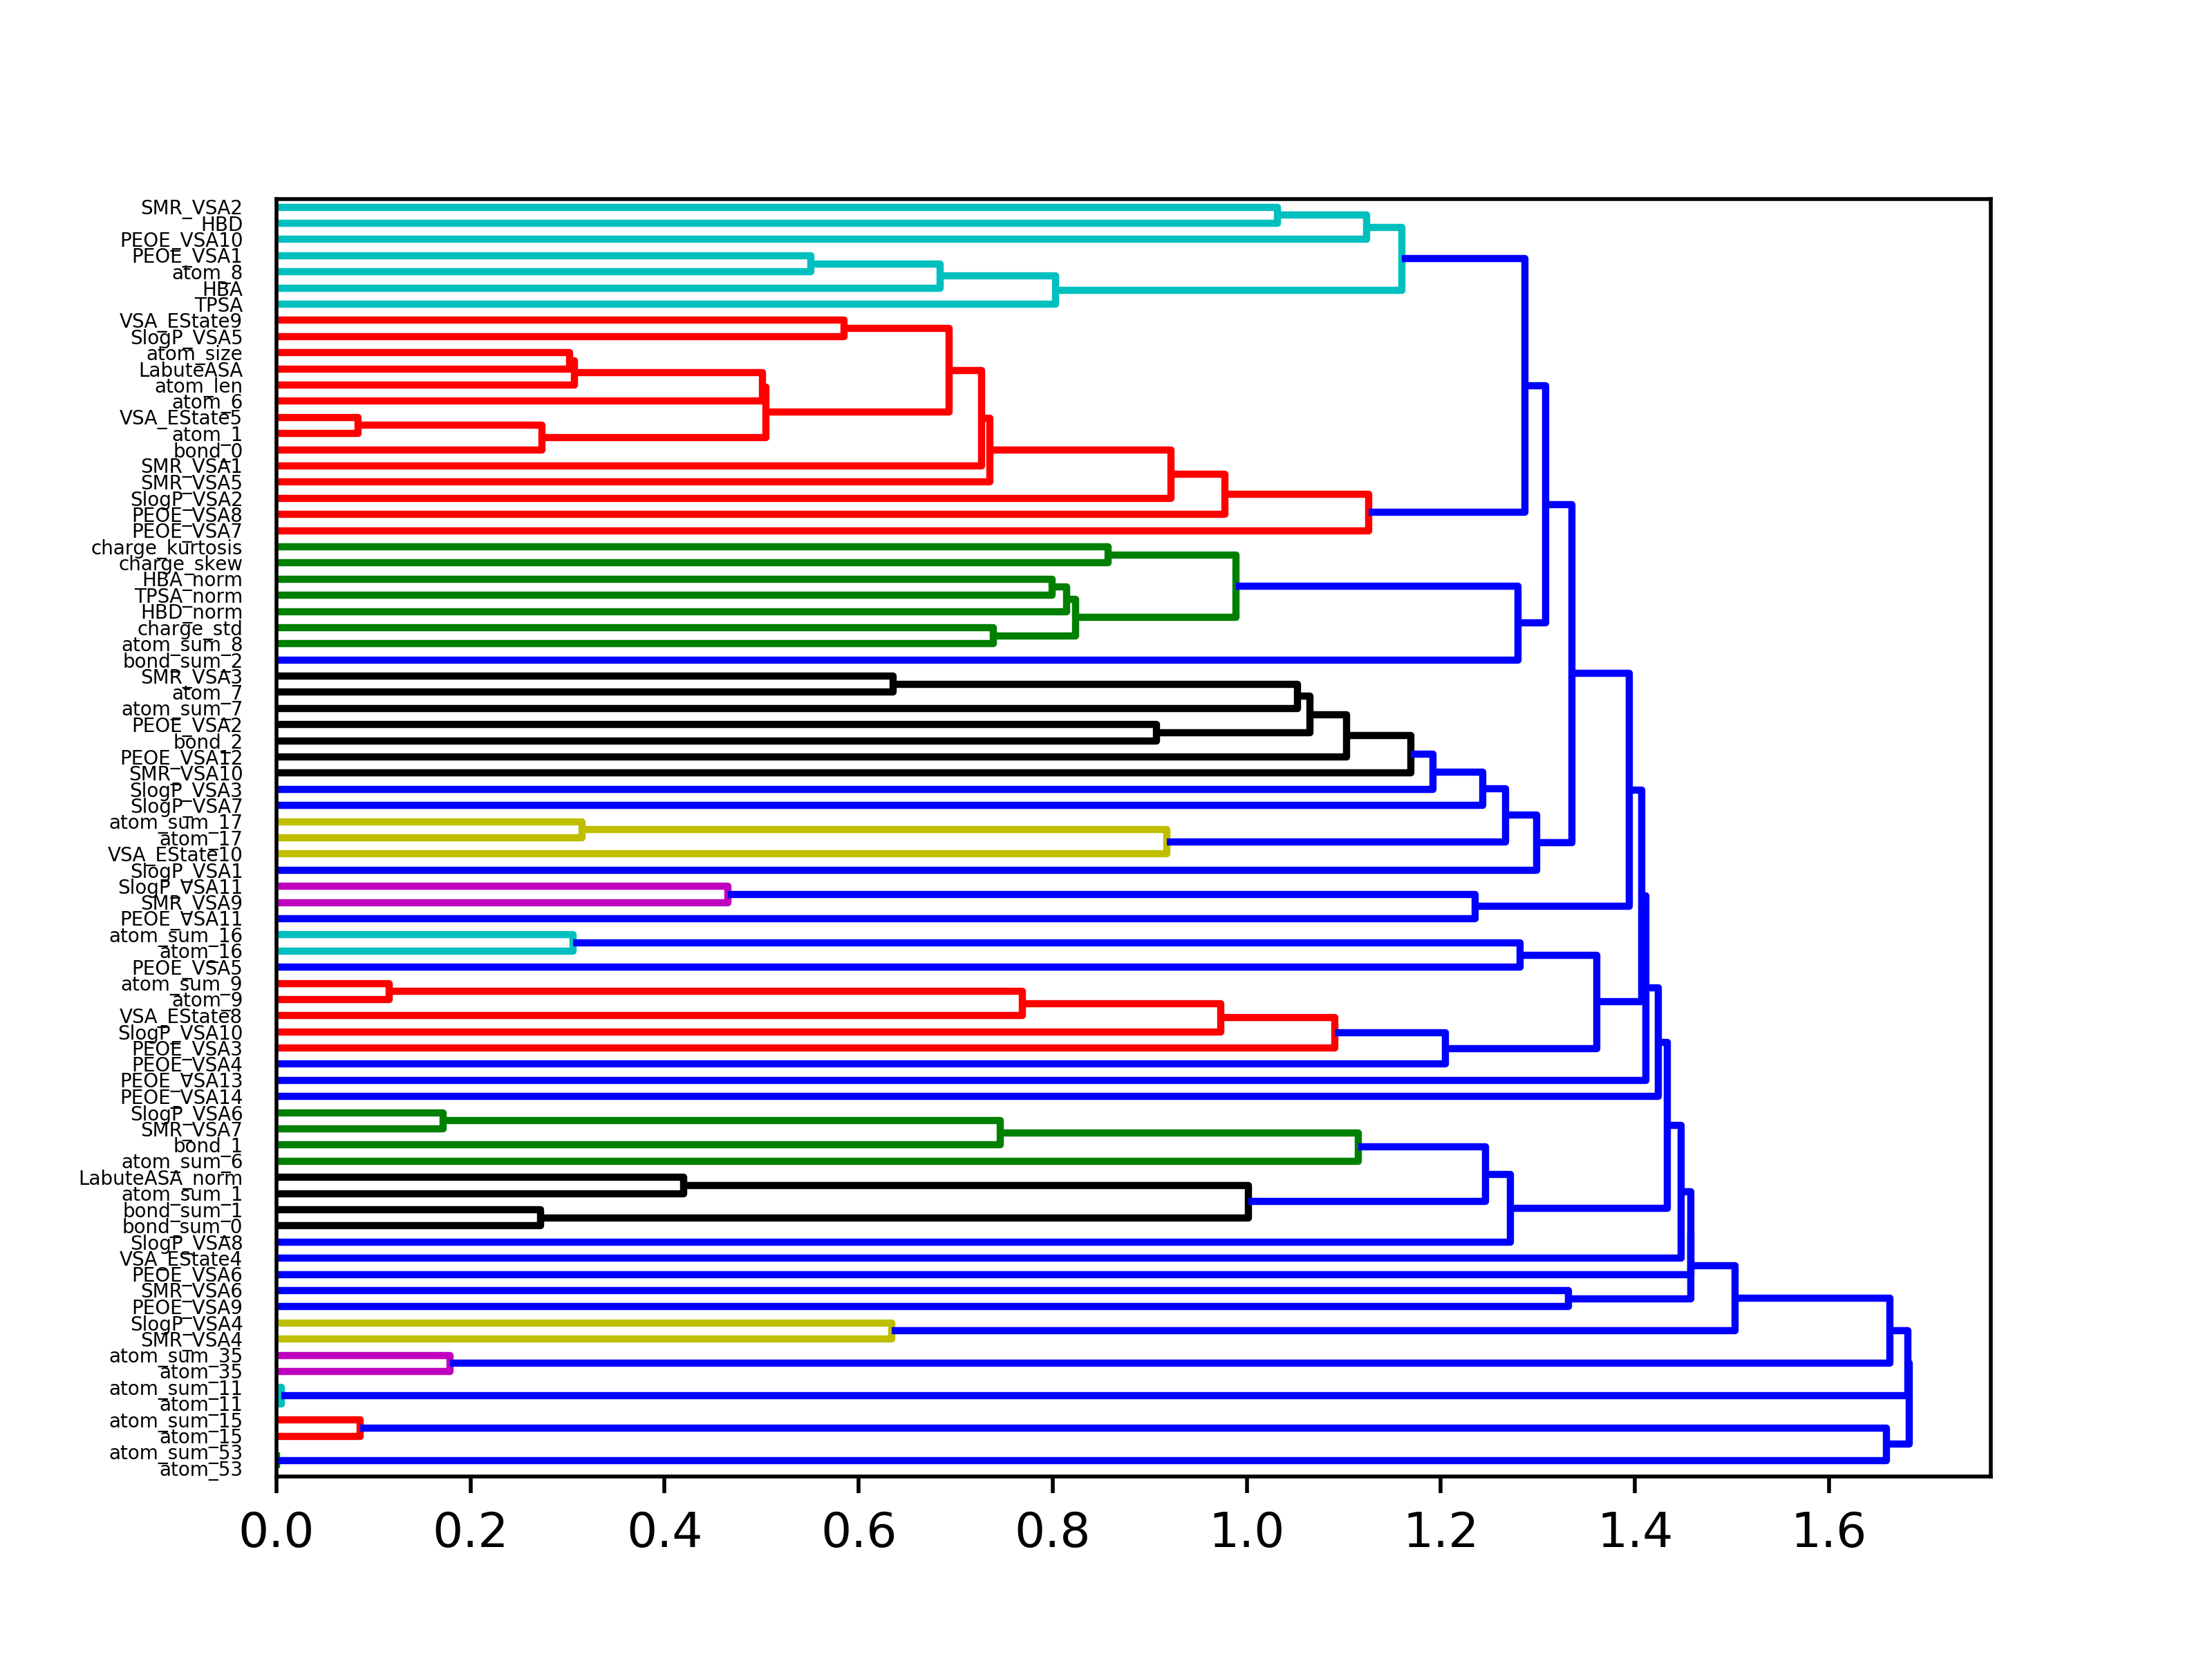 SMR_VSA2
HBD
PEOE_VSA10
PEOE_VSA1
atom_8
HBA
TPSA
VSA_EState9
SlogP_VSA5
atom_size
LabuteASA
atom_len
atom_6
VSA_EState5
atom_1
bond_0
SMR_VSA1
SMR_VSA5
SlogP_VSA2
PEOE_VSA8
PEOE_VSA7
charge_kurtosis
charge_skew
HBA_norm
TPSA_norm
HBD_norm
charge_std
atom_sum_8
bond_sum_2
SMR_VSA3
atom_7
atom_sum_7
PEOE_VSA2
bond_2
PEOE_VSA12
SMR_VSA10
SlogP_VSA3
SlogP_VSA7
atom_sum_17
atom_17
VSA_EState10
SlogP_VSA1
SlogP_VSA11
SMR_VSA9
PEOE_VSA11
atom_sum_16
atom_16
PEOE_VSA5
atom_sum_9
atom_9
VSA_EState8
SlogP_VSA10
PEOE_VSA3
PEOE_VSA4
PEOE_VSA13
PEOE_VSA14
SlogP_VSA6
SMR_VSA7
bond_1
atom_sum_6
LabuteASA_norm
atom_sum_1
bond_sum_1
bond_sum_0
SlogP_VSA8
VSA_EState4
PEOE_VSA6
SMR_VSA6
PEOE_VSA9
SlogP_VSA4
SMR_VSA4
atom_sum_35
atom_35
atom_sum_11
atom_11
atom_sum_15
atom_15
atom_sum_53
atom_53
0.0 0.2 0.4 0.6 0.8 1.0 1.2 1.4 1.6